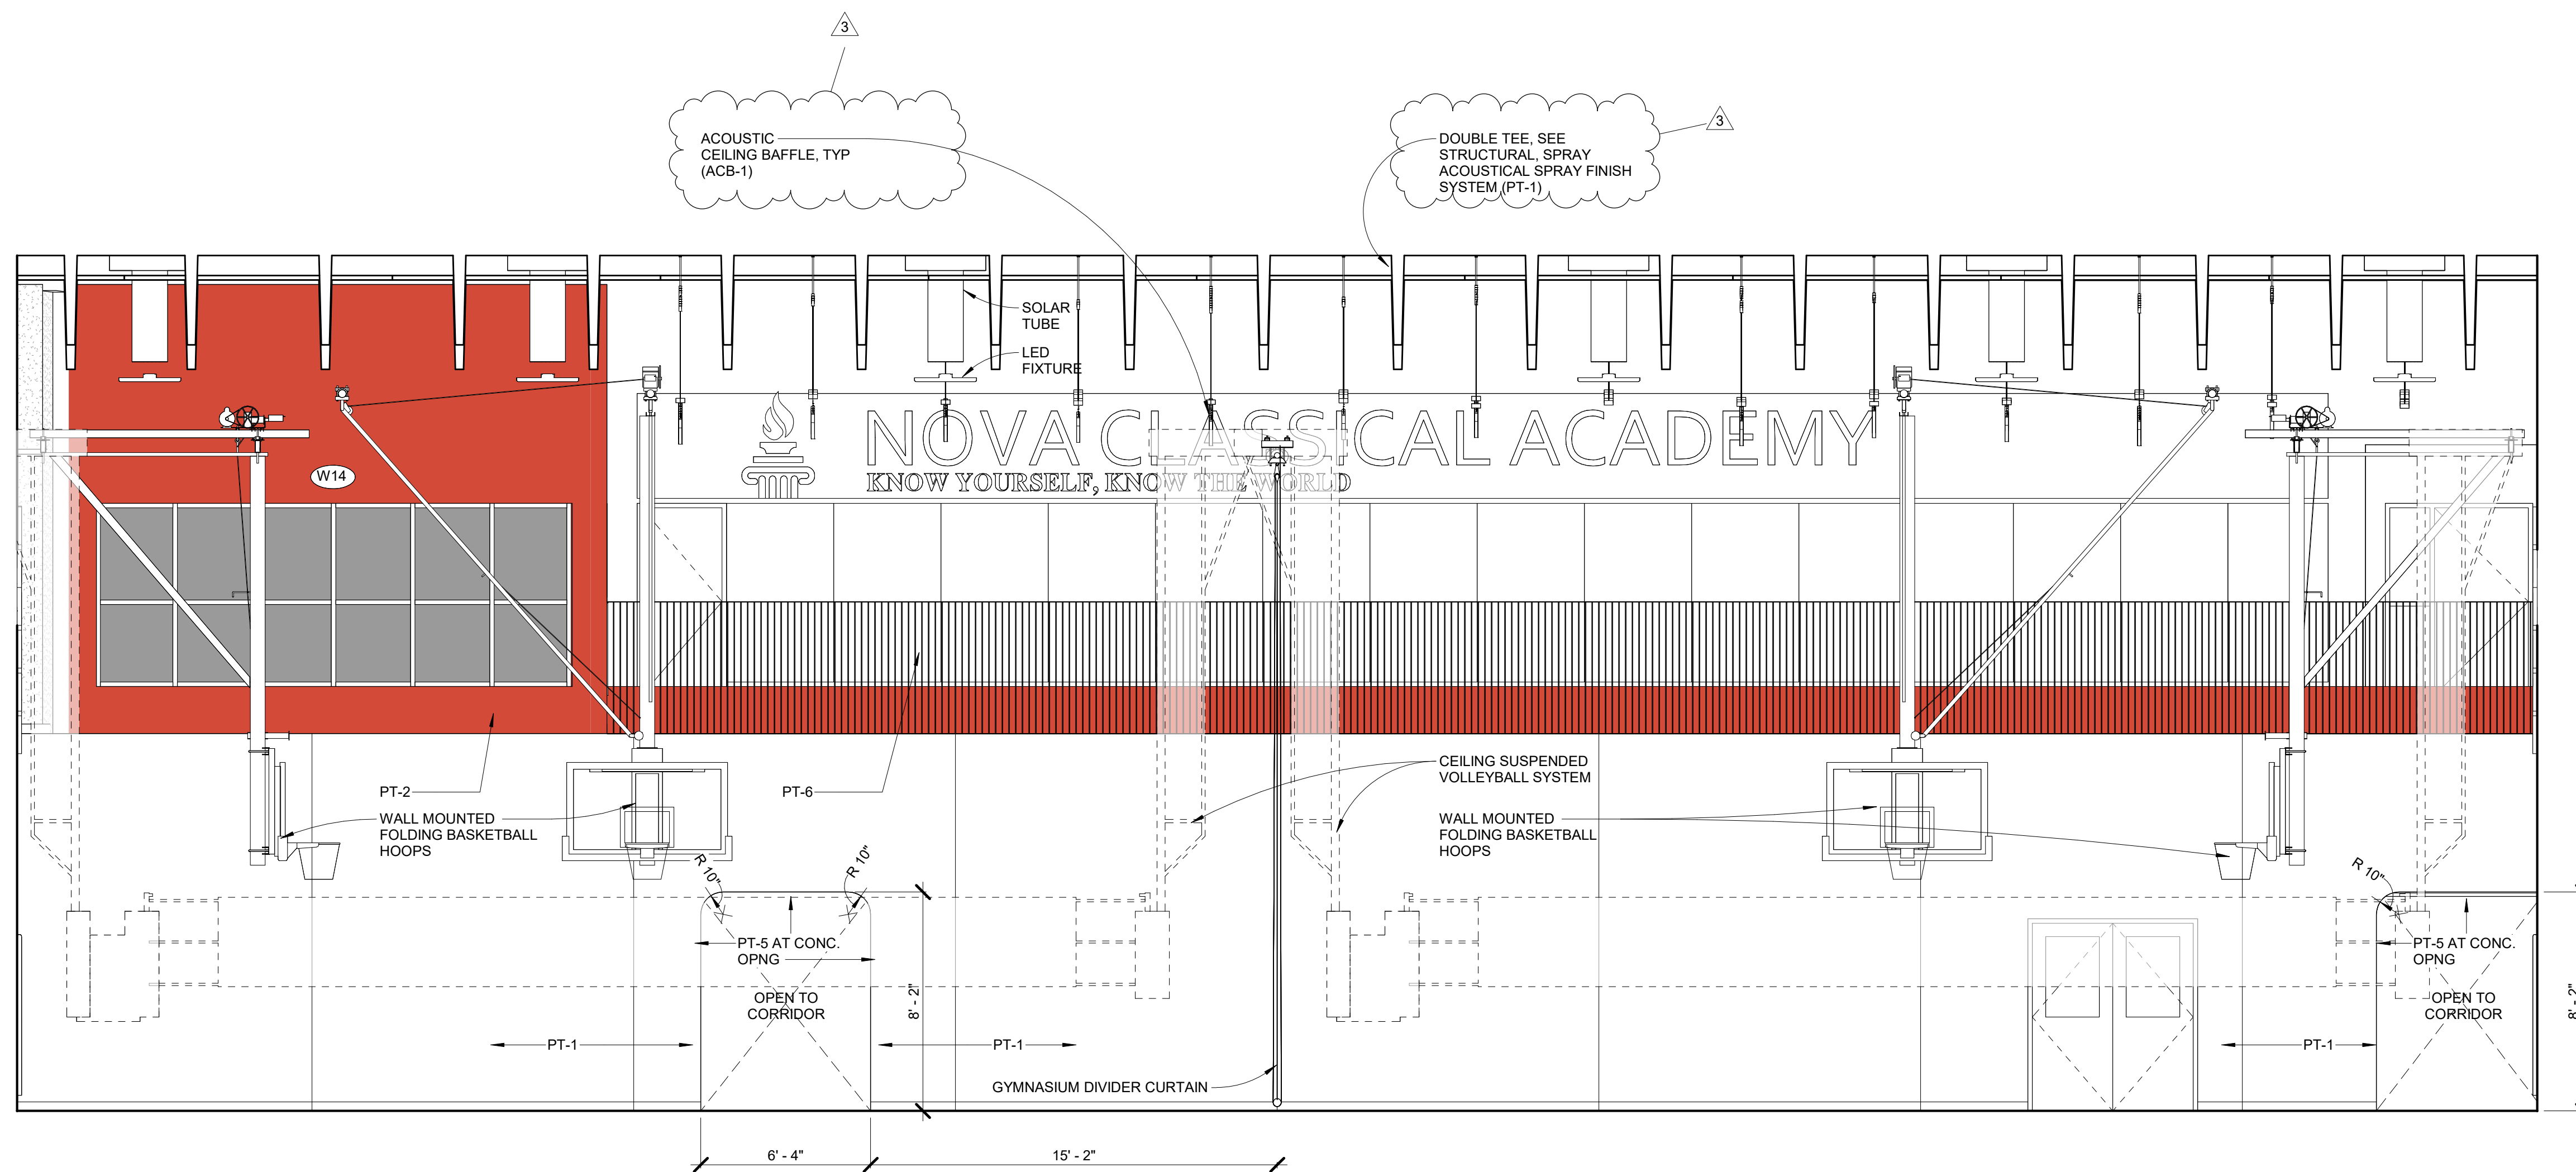 3
3
ACOUSTIC
CEILING BAFFLE, TYP
(ACB-1)
DOUBLE TEE, SEE
STRUCTURAL, SPRAY
ACOUSTICAL SPRAY FINISH
SYSTEM (PT-1)
SOLAR
TUBE
LED
FIXTURE
NOVA CLASSICAL ACADEMY
KNOW YOURSELF, KNOW THE WORLD
W14
PT-2
PT-6
WALL MOUNTED
FOLDING BASKETBALL
HOOPS
CEILING SUSPENDED
VOLLEYBALL SYSTEM
WALL MOUNTED
FOLDING BASKETBALL
HOOPS
R 10"
R 10"
R 10"
PT-5 AT CONC.
OPNG
OPEN TO
CORRIDOR
8' - 2"
PT-5 AT CONC.
OPNG
OPEN TO
CORRIDOR
8' - 2"
PT-1
PT-1
PT-1
GYMNASIUM DIVIDER CURTAIN
6' - 4"
15' - 2"